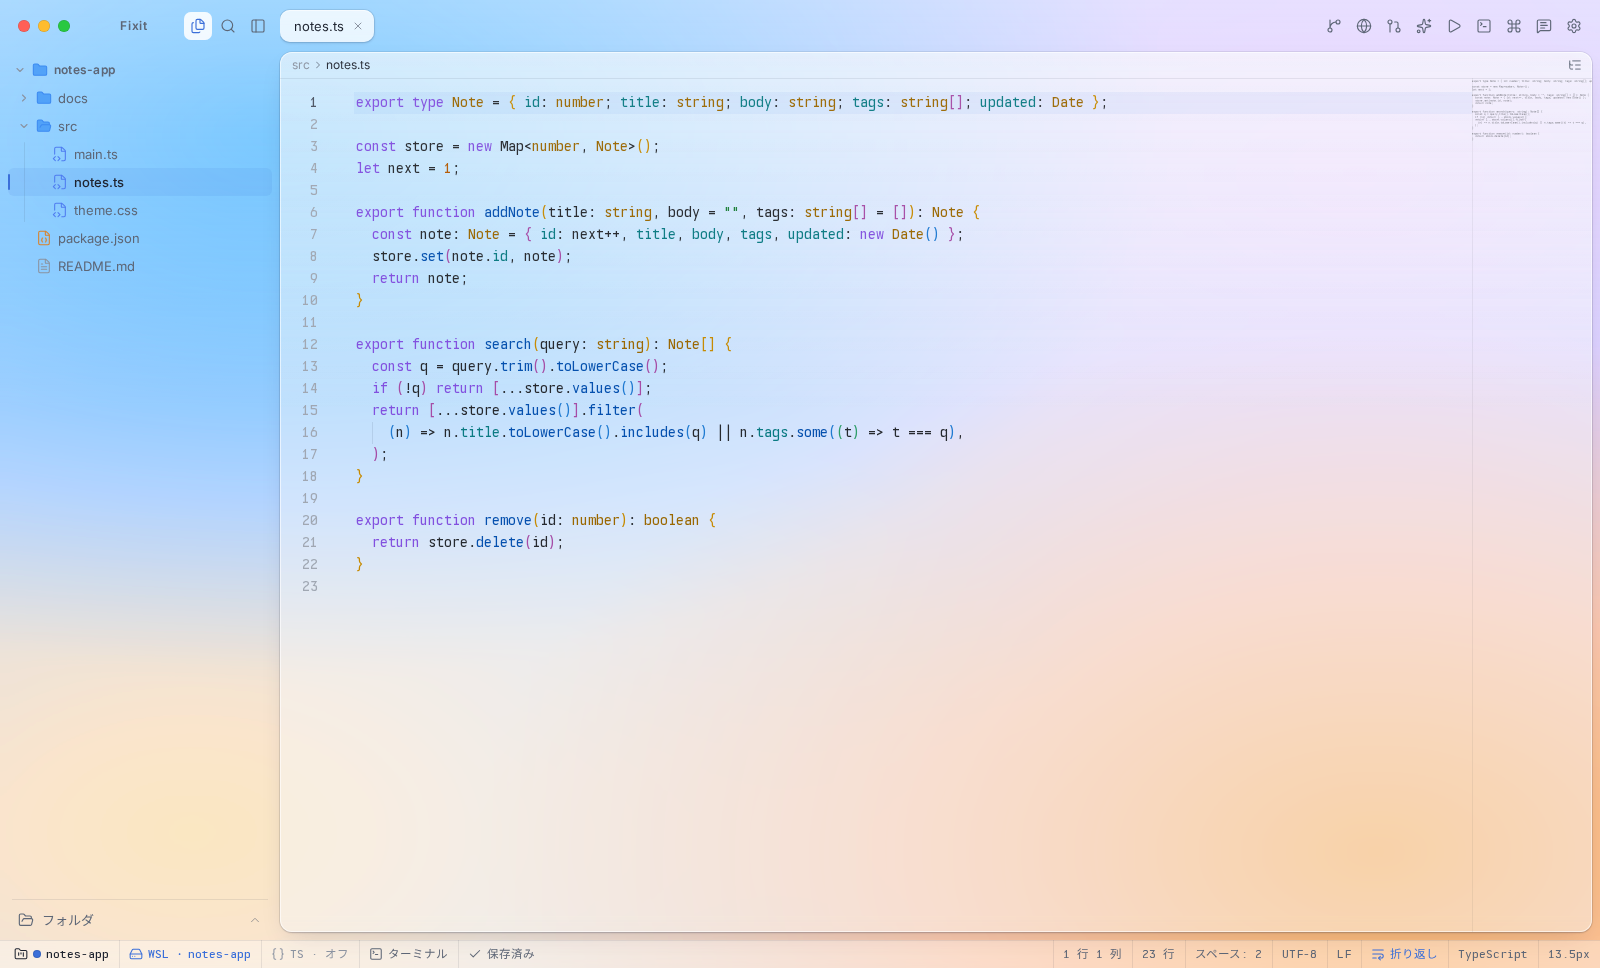 Fixit
notes.ts
notes-app
docs
src
main.ts
notes.ts
theme.css
package.json
README.md
フォルダ
src > notes.ts
1 export type Note = { id: number; title: string; body: string; tags: string[]; updated: Date };
2
3 const store = new Map<number, Note>();
4 let next = 1;
5
6 export function addNote(title: string, body = "", tags: string[] = []): Note {
7 const note: Note = { id: next++, title, body, tags, updated: new Date() };
8 store.set(note.id, note);
9 return note;
10 }
11
12 export function search(query: string): Note[] {
13 const q = query.trim().toLowerCase();
14 if (!q) return [...store.values()];
15 return [...store.values()].filter(
16 (n) => n.title.toLowerCase().includes(q) || n.tags.some((t) => t === q),
17 );
18 }
19
20 export function remove(id: number): boolean {
21 return store.delete(id);
22 }
23
notes-app WSL · notes-app {} TS · オフ ターミナル 保存済み 1 行 1 列 23 行 スペース: 2 UTF-8 LF 折り返し TypeScript 13.5px